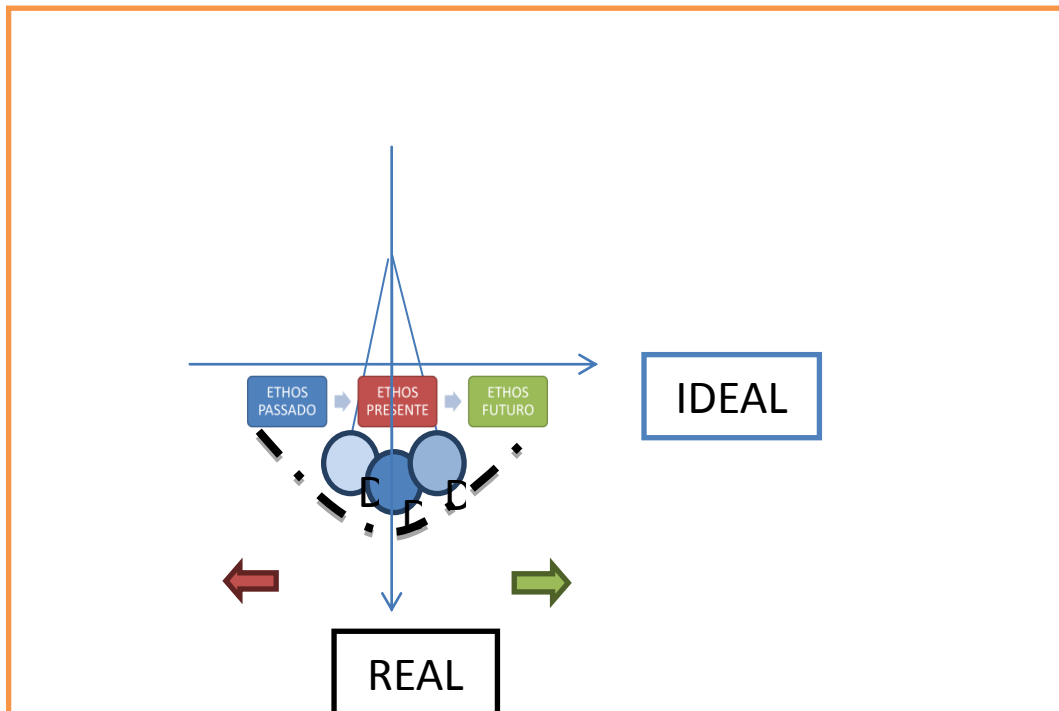 ETHOS
PASSADO
ETHOS
PRESENTE
ETHOS
FUTURO
IDEAL
D
D
D
REAL